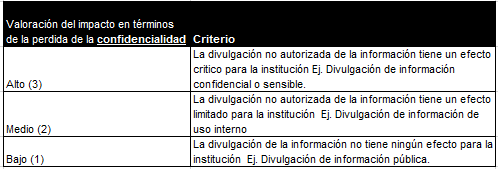 Valoración del impacto en términos
de la perdida de la confidencialidad Criterio
La divulgación no autorizada de la información tiene un efecto
critico para la institución Ej. Divulgación de información
Alto (3) confidencial o sensible.
La divulgación no autorizada de la información tiene un efecto
limitado para la institución Ej. Divulgación de información de
Medio (2) uso interno
La divulgación de la información no tiene ningún efecto para la
Bajo (1) institución Ej. Divulgación de información pública.